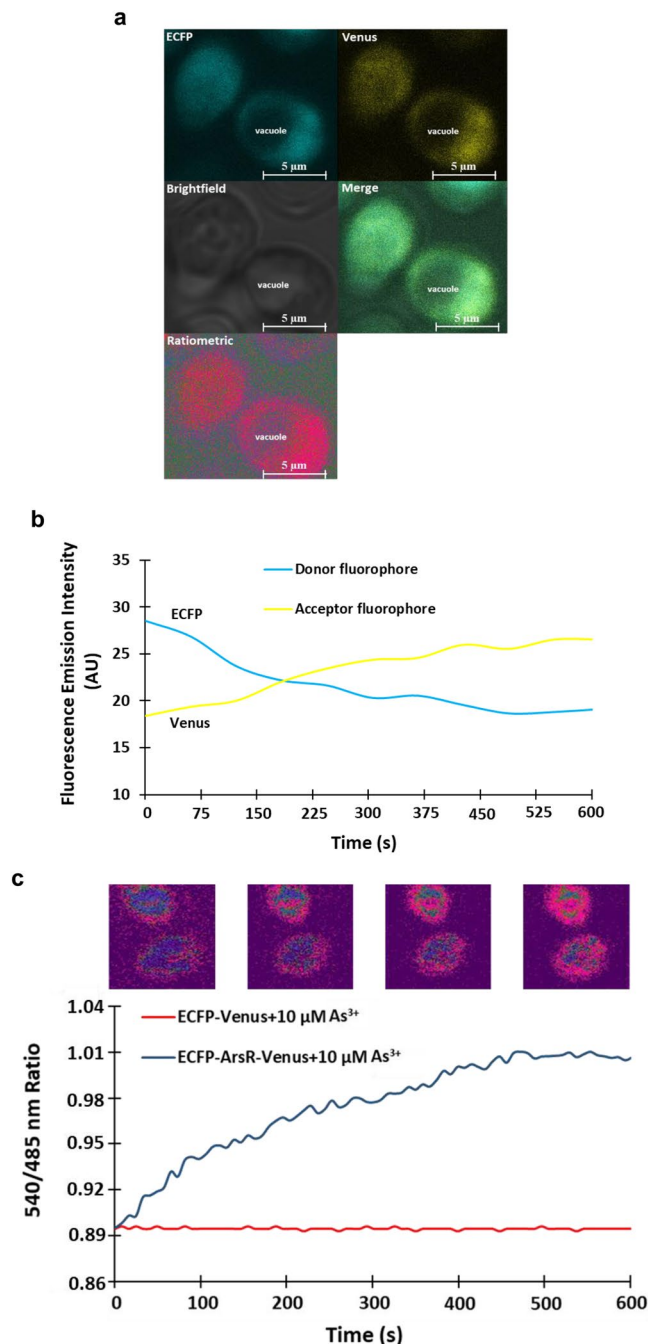 a
ECFP
Venus
vacuole
5 µm
vacuole
5 µm
Brightfield
Merge
vacuole
5 µm
vacuole
5 µm
Ratiometric
vacuole
5 µm
b
Fluorescence Emission Intensity
(AU)
35
30
25
20
15
10
ECFP
Venus
Donor fluorophore
Acceptor fluorophore
0 75 150 225 300 375 450 525 600
Time (s)
c
540/485 nm Ratio
1.04
1.01
0.98
0.95
0.92
0.89
0.86
ECFP-Venus+10 µM As³⁺
ECFP-ArsR-Venus+10 µM As³⁺
0 100 200 300 400 500 600
Time (s)